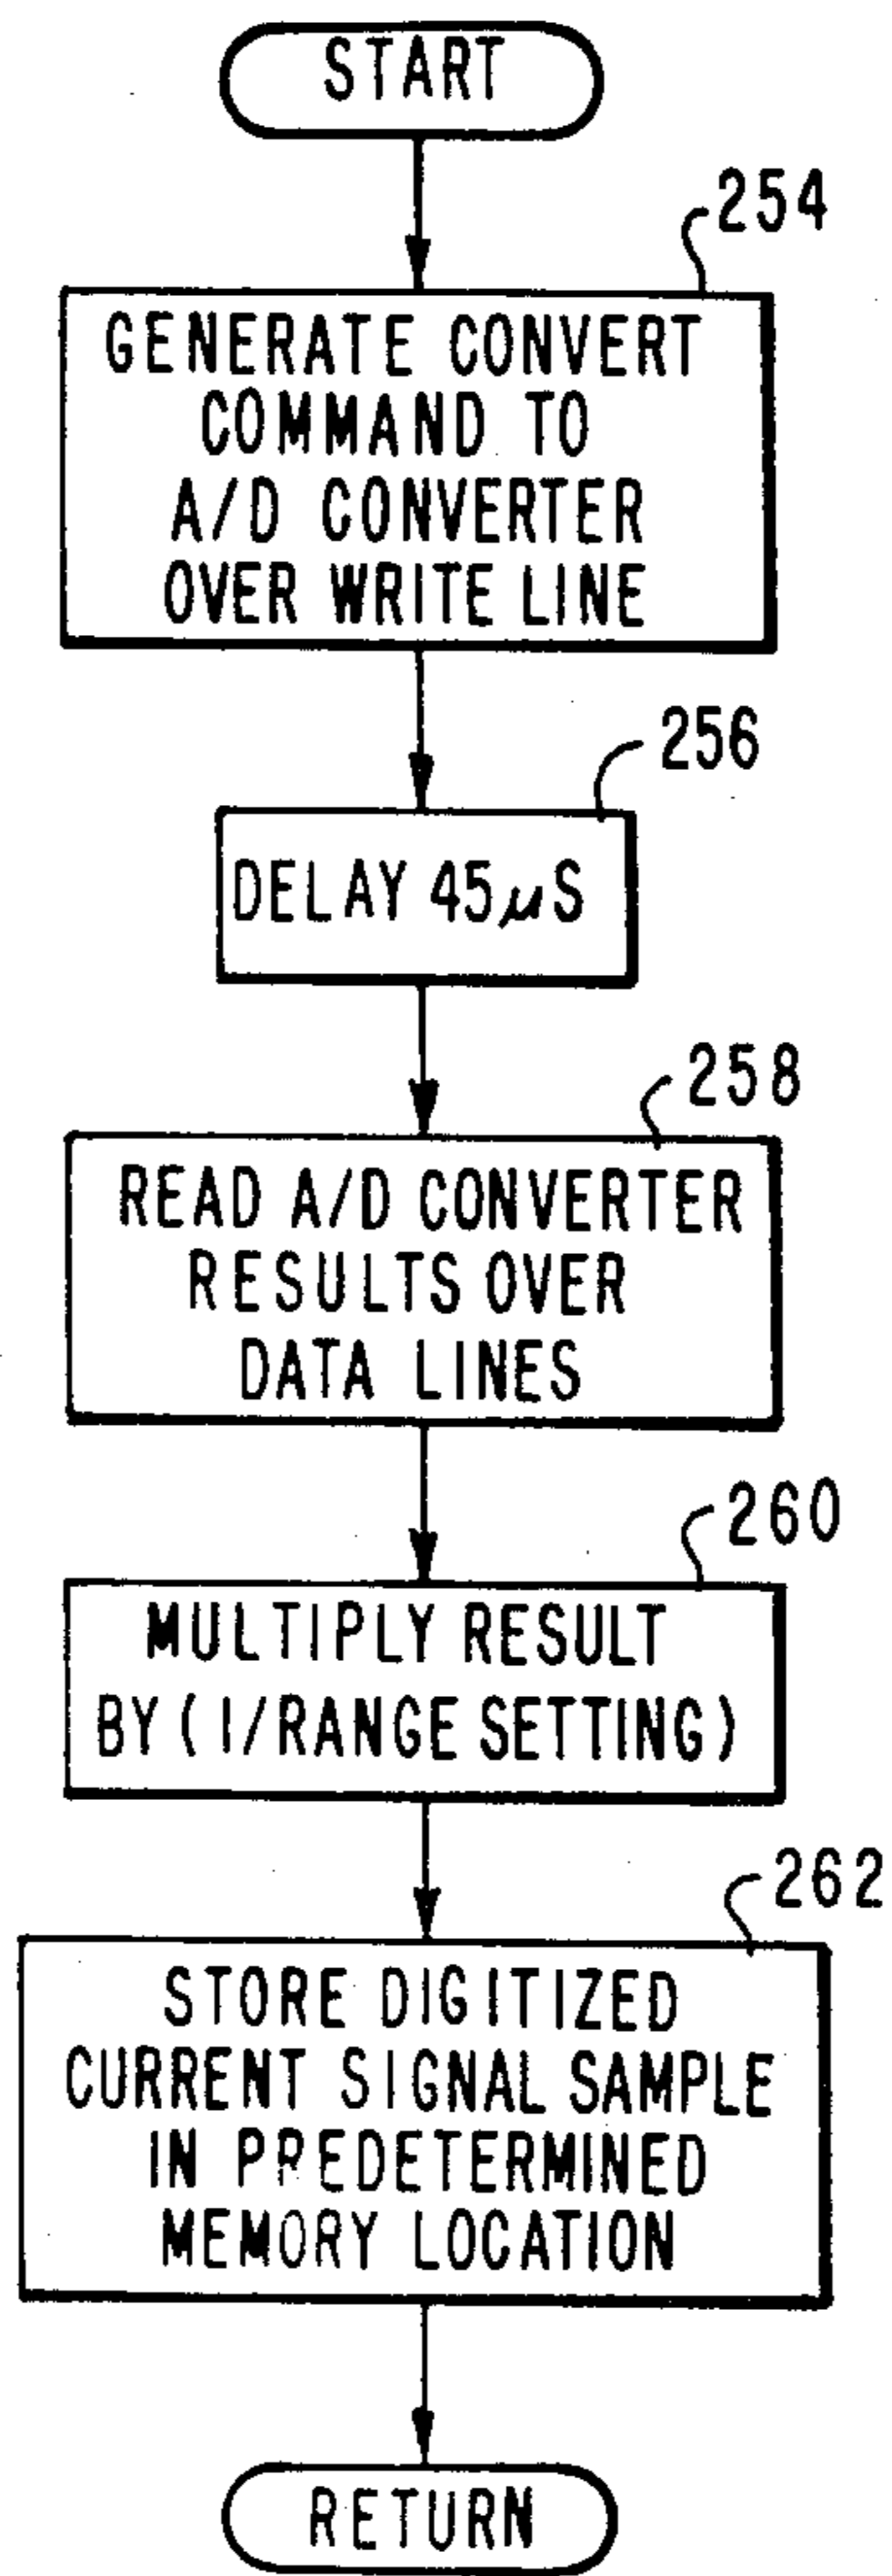 START
254
GENERATE CONVERT
COMMAND TO
A/D CONVERTER
OVER WRITE LINE
256
DELAY 45μS
258
READ A/D CONVERTER
RESULTS OVER
DATA LINES
260
MULTIPLY RESULT
BY (1/RANGE SETTING)
262
STORE DIGITIZED
CURRENT SIGNAL SAMPLE
IN PREDETERMINED
MEMORY LOCATION
RETURN